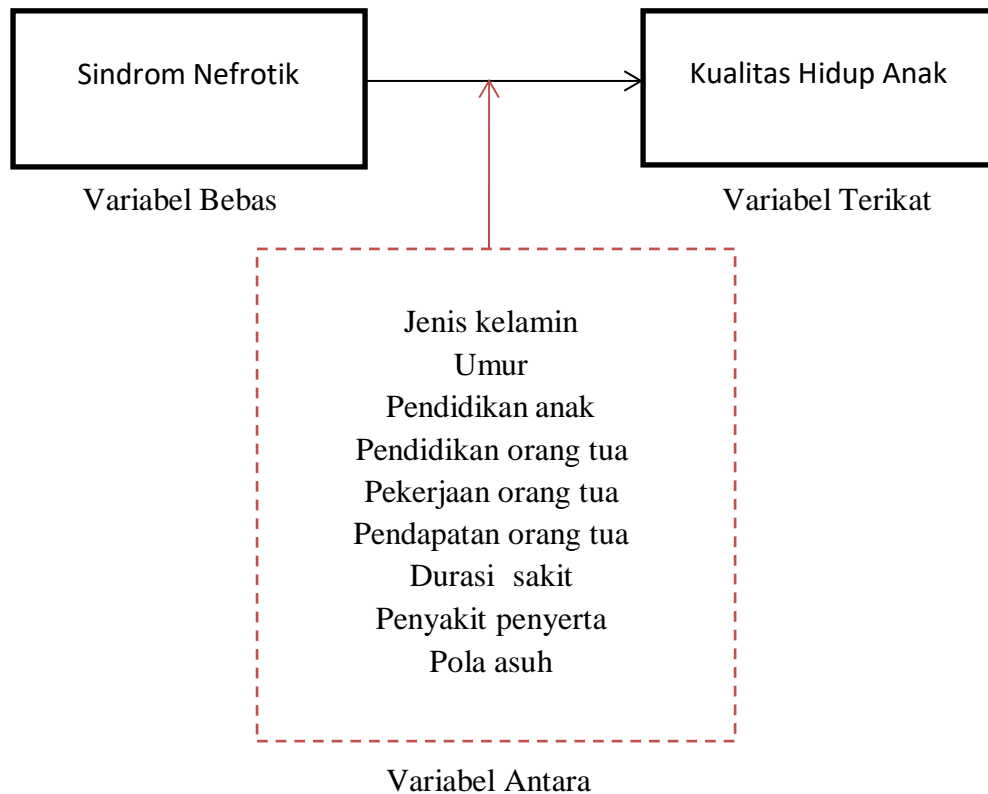 Sindrom Nefrotik
Kualitas Hidup Anak
Variabel Bebas
Variabel Terikat
Jenis kelamin
Umur
Pendidikan anak
Pendidikan orang tua
Pekerjaan orang tua
Pendapatan orang tua
Durasi sakit
Penyakit penyerta
Pola asuh
Variabel Antara